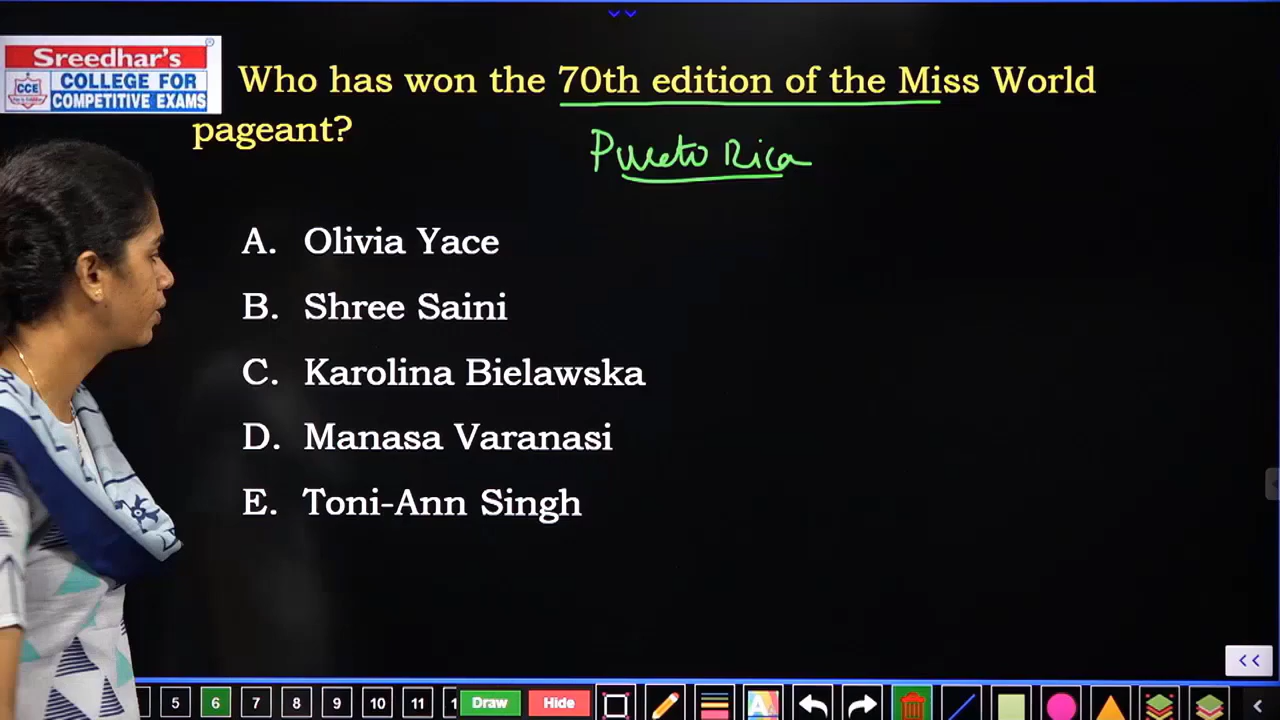 Sreedhar's
CCE
COLLEGE FOR
COMPETITIVE EXAMS
Who has won the 70th edition of the Miss World
pageant?
Pureto Rica
A. Olivia Yace
B. Shree Saini
C. Karolina Bielawska
D. Manasa Varanasi
E. Toni-Ann Singh
<<
5 6 7 8 9 10 11 1 Draw Hide A